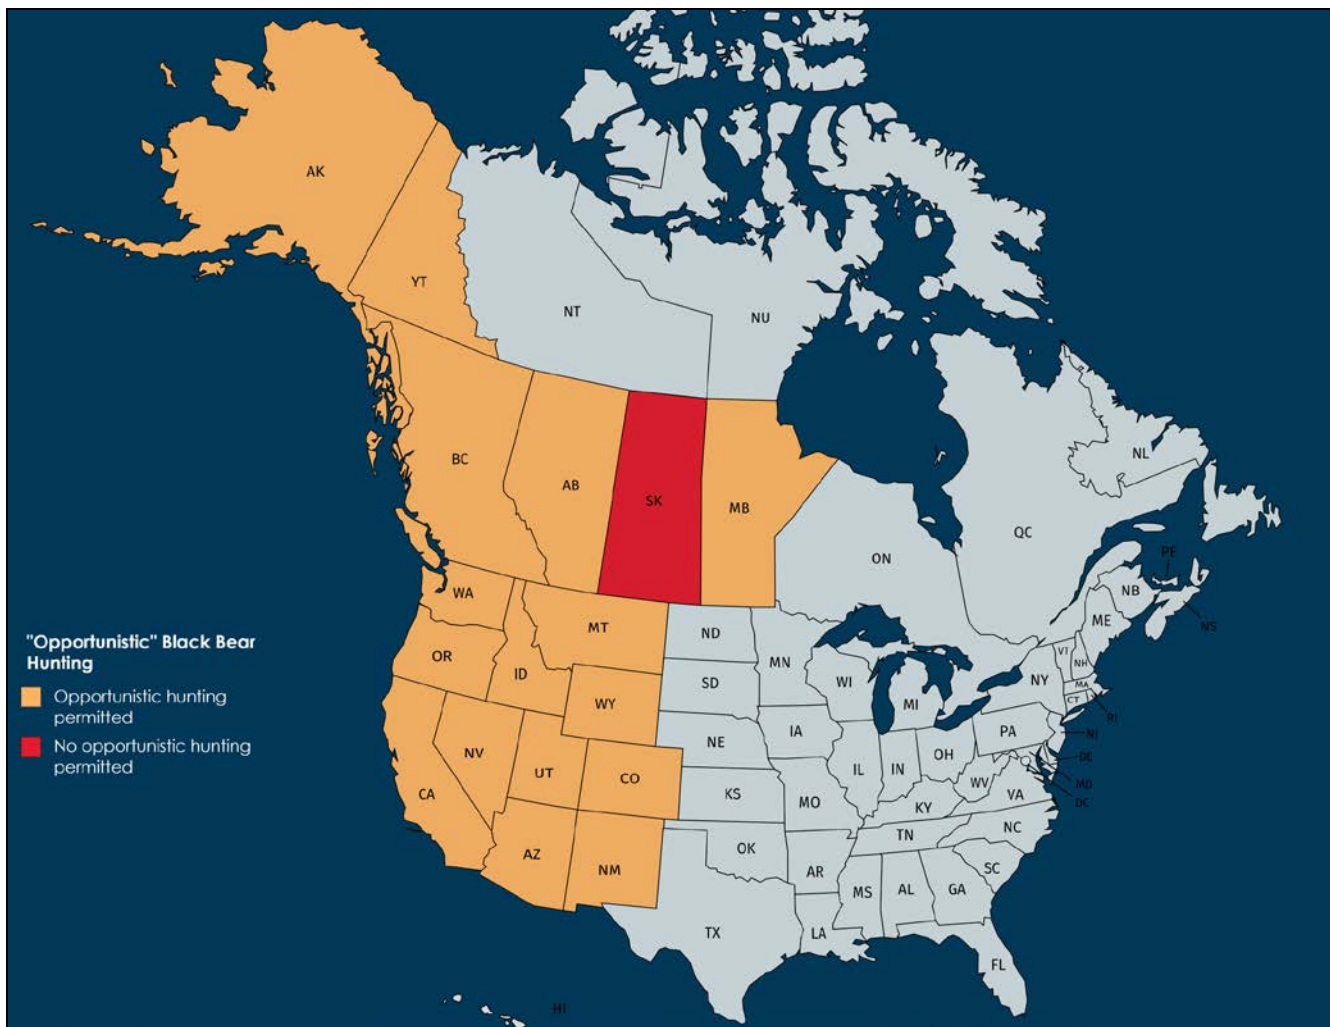 AK
YT
NT
NU
BC
AB
SK
MB
ON
QC
NL
PE
NB
NS
ME
WA
MT
ND
MN
OR
ID
SD
WI
MI
NY
VT
NH
MA
CT
RI
WY
"Opportunistic" Black Bear
Hunting
Opportunistic hunting
permitted
No opportunistic hunting
permitted
NE
IA
PA
NJ
NV
UT
CO
CA
IL
IN
OH
DE
MD
DC
WV
VA
KS
MO
KY
NC
TN
AZ
NM
OK
AR
SC
MS
AL
GA
TX
LA
FL
HI